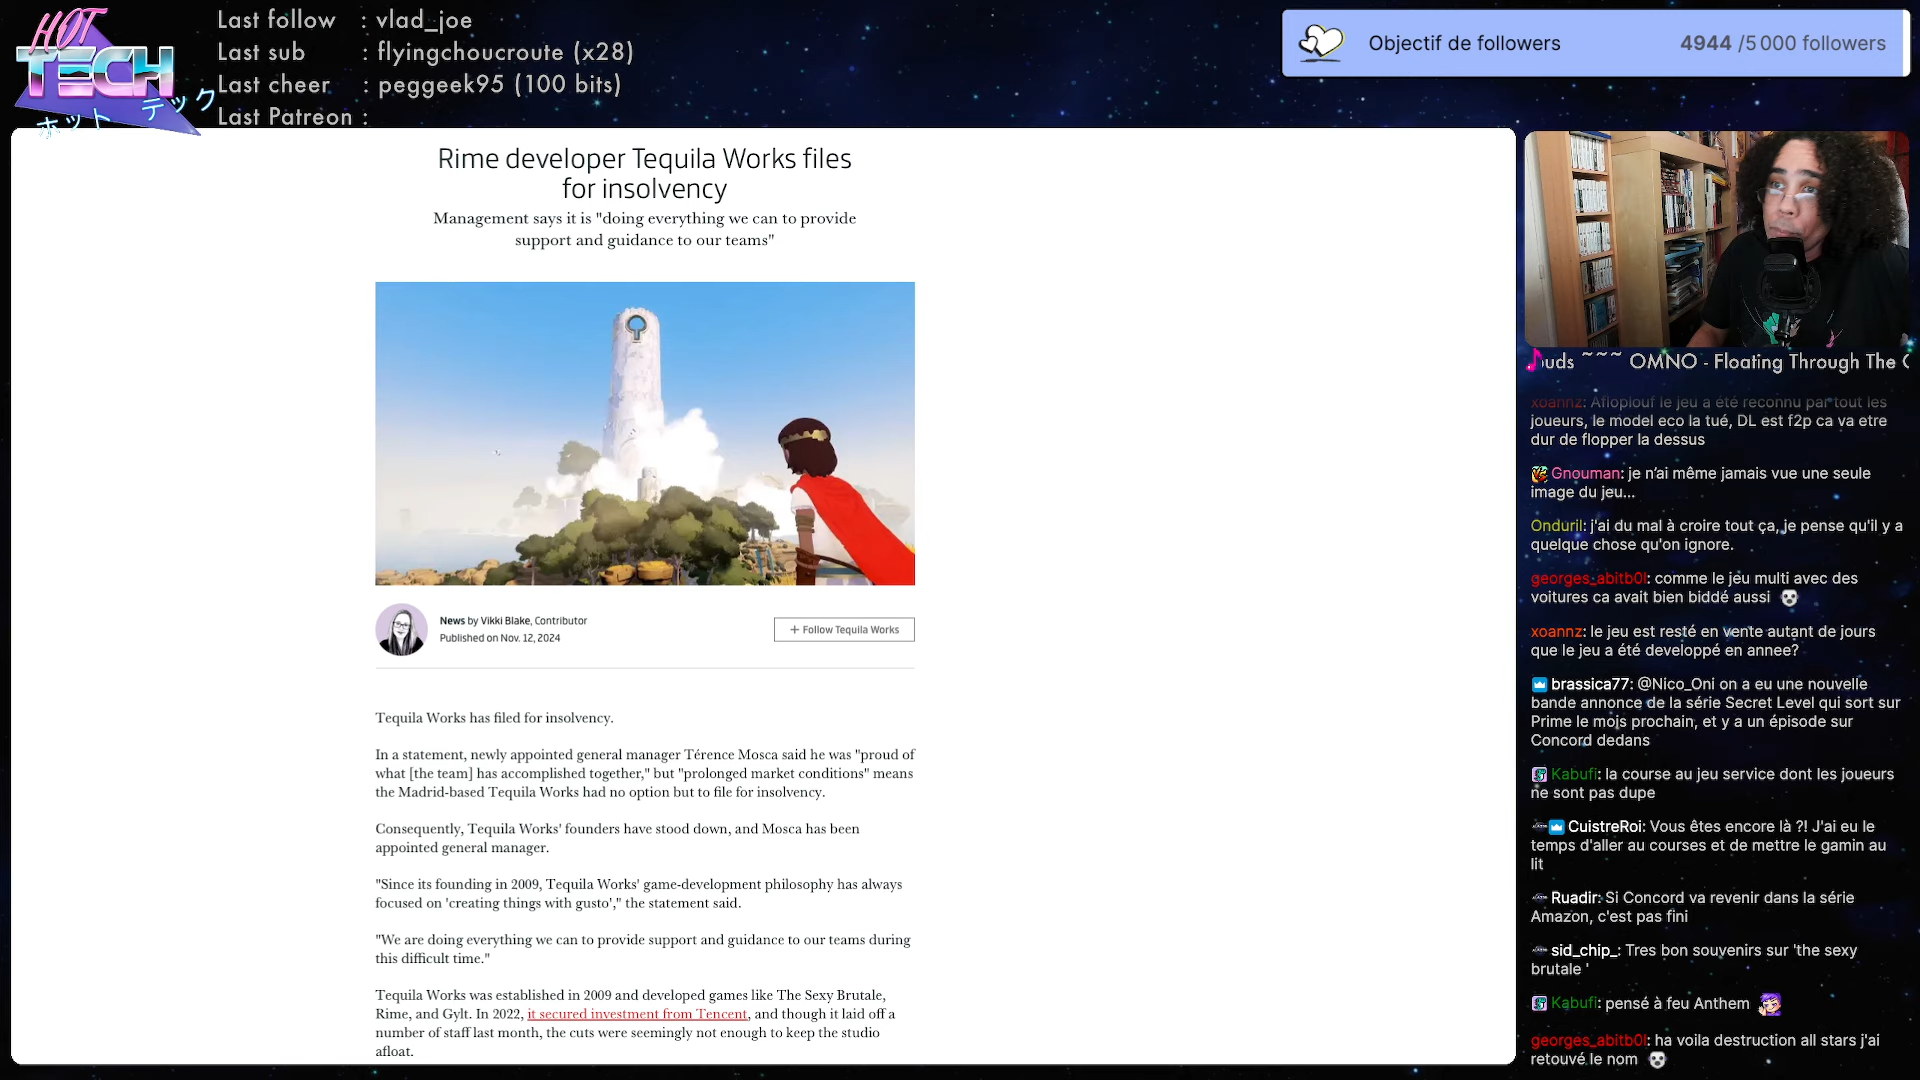 HOT
TECH
ホット テック
Last follow : vlad_joe
Last sub : flyingchoucroute (x28)
Last cheer : peggeek95 (100 bits)
Last Patreon :
Objectif de followers
4944 /5 000 followers
Rime developer Tequila Works files
for insolvency
Management says it is "doing everything we can to provide
support and guidance to our teams"
News by Vikki Blake, Contributor
Published on Nov. 12, 2024
+ Follow Tequila Works
Tequila Works has filed for insolvency.
In a statement, newly appointed general manager Térence Mosca said he was "proud of
what [the team] has accomplished together," but "prolonged market conditions" means
the Madrid-based Tequila Works had no option but to file for insolvency.
Consequently, Tequila Works' founders have stood down, and Mosca has been
appointed general manager.
"Since its founding in 2009, Tequila Works' game-development philosophy has always
focused on 'creating things with gusto'," the statement said.
"We are doing everything we can to provide support and guidance to our teams during
this difficult time."
Tequila Works was established in 2009 and developed games like The Sexy Brutale,
Rime, and Gylt. In 2022, it secured investment from Tencent, and though it laid off a
number of staff last month, the cuts were seemingly not enough to keep the studio
afloat.
ouds ~~~ OMNO - Floating Through The C
xoannz: Afloplouf le jeu a été reconnu par tout les
joueurs, le model eco la tué, DL est f2p ca va etre
dur de flopper la dessus
Gnouman: je n’ai même jamais vue une seule
image du jeu...
Onduril: j'ai du mal à croire tout ça, je pense qu'il y a
quelque chose qu'on ignore.
georges_abitb0l: comme le jeu multi avec des
voitures ca avait bien biddé aussi
xoannz: le jeu est resté en vente autant de jours
que le jeu a été developpé en annee?
brassica77: @Nico_Oni on a eu une nouvelle
bande annonce de la série Secret Level qui sort sur
Prime le mois prochain, et y a un épisode sur
Concord dedans
Kabufi: la course au jeu service dont les joueurs
ne sont pas dupe
CuistreRoi: Vous êtes encore là ?! J'ai eu le
temps d'aller au courses et de mettre le gamin au
lit
Ruadir: Si Concord va revenir dans la série
Amazon, c'est pas fini
sid_chip_: Tres bon souvenirs sur 'the sexy
brutale '
Kabufi: pensé à feu Anthem
georges_abitb0l: ha voila destruction all stars j'ai
retouvé le nom